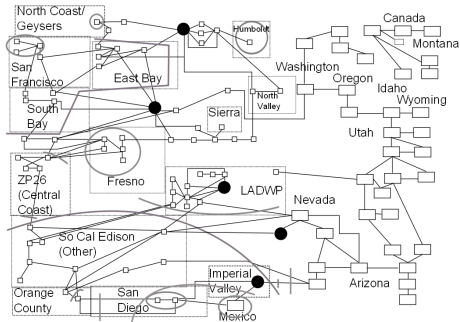 North Coast/
Geysers
Humboldt
Canada
Montana
Washington
San
Francisco
East Bay
Oregon
Idaho
Wyoming
North
Valley
South
Bay
Sierra
Utah
ZP26
(Central
Coast)
Fresno
LADWP
Nevada
So Cal Edison
(Other)
Imperial
Valley
Arizona
Orange
County
San
Diego
Mexico